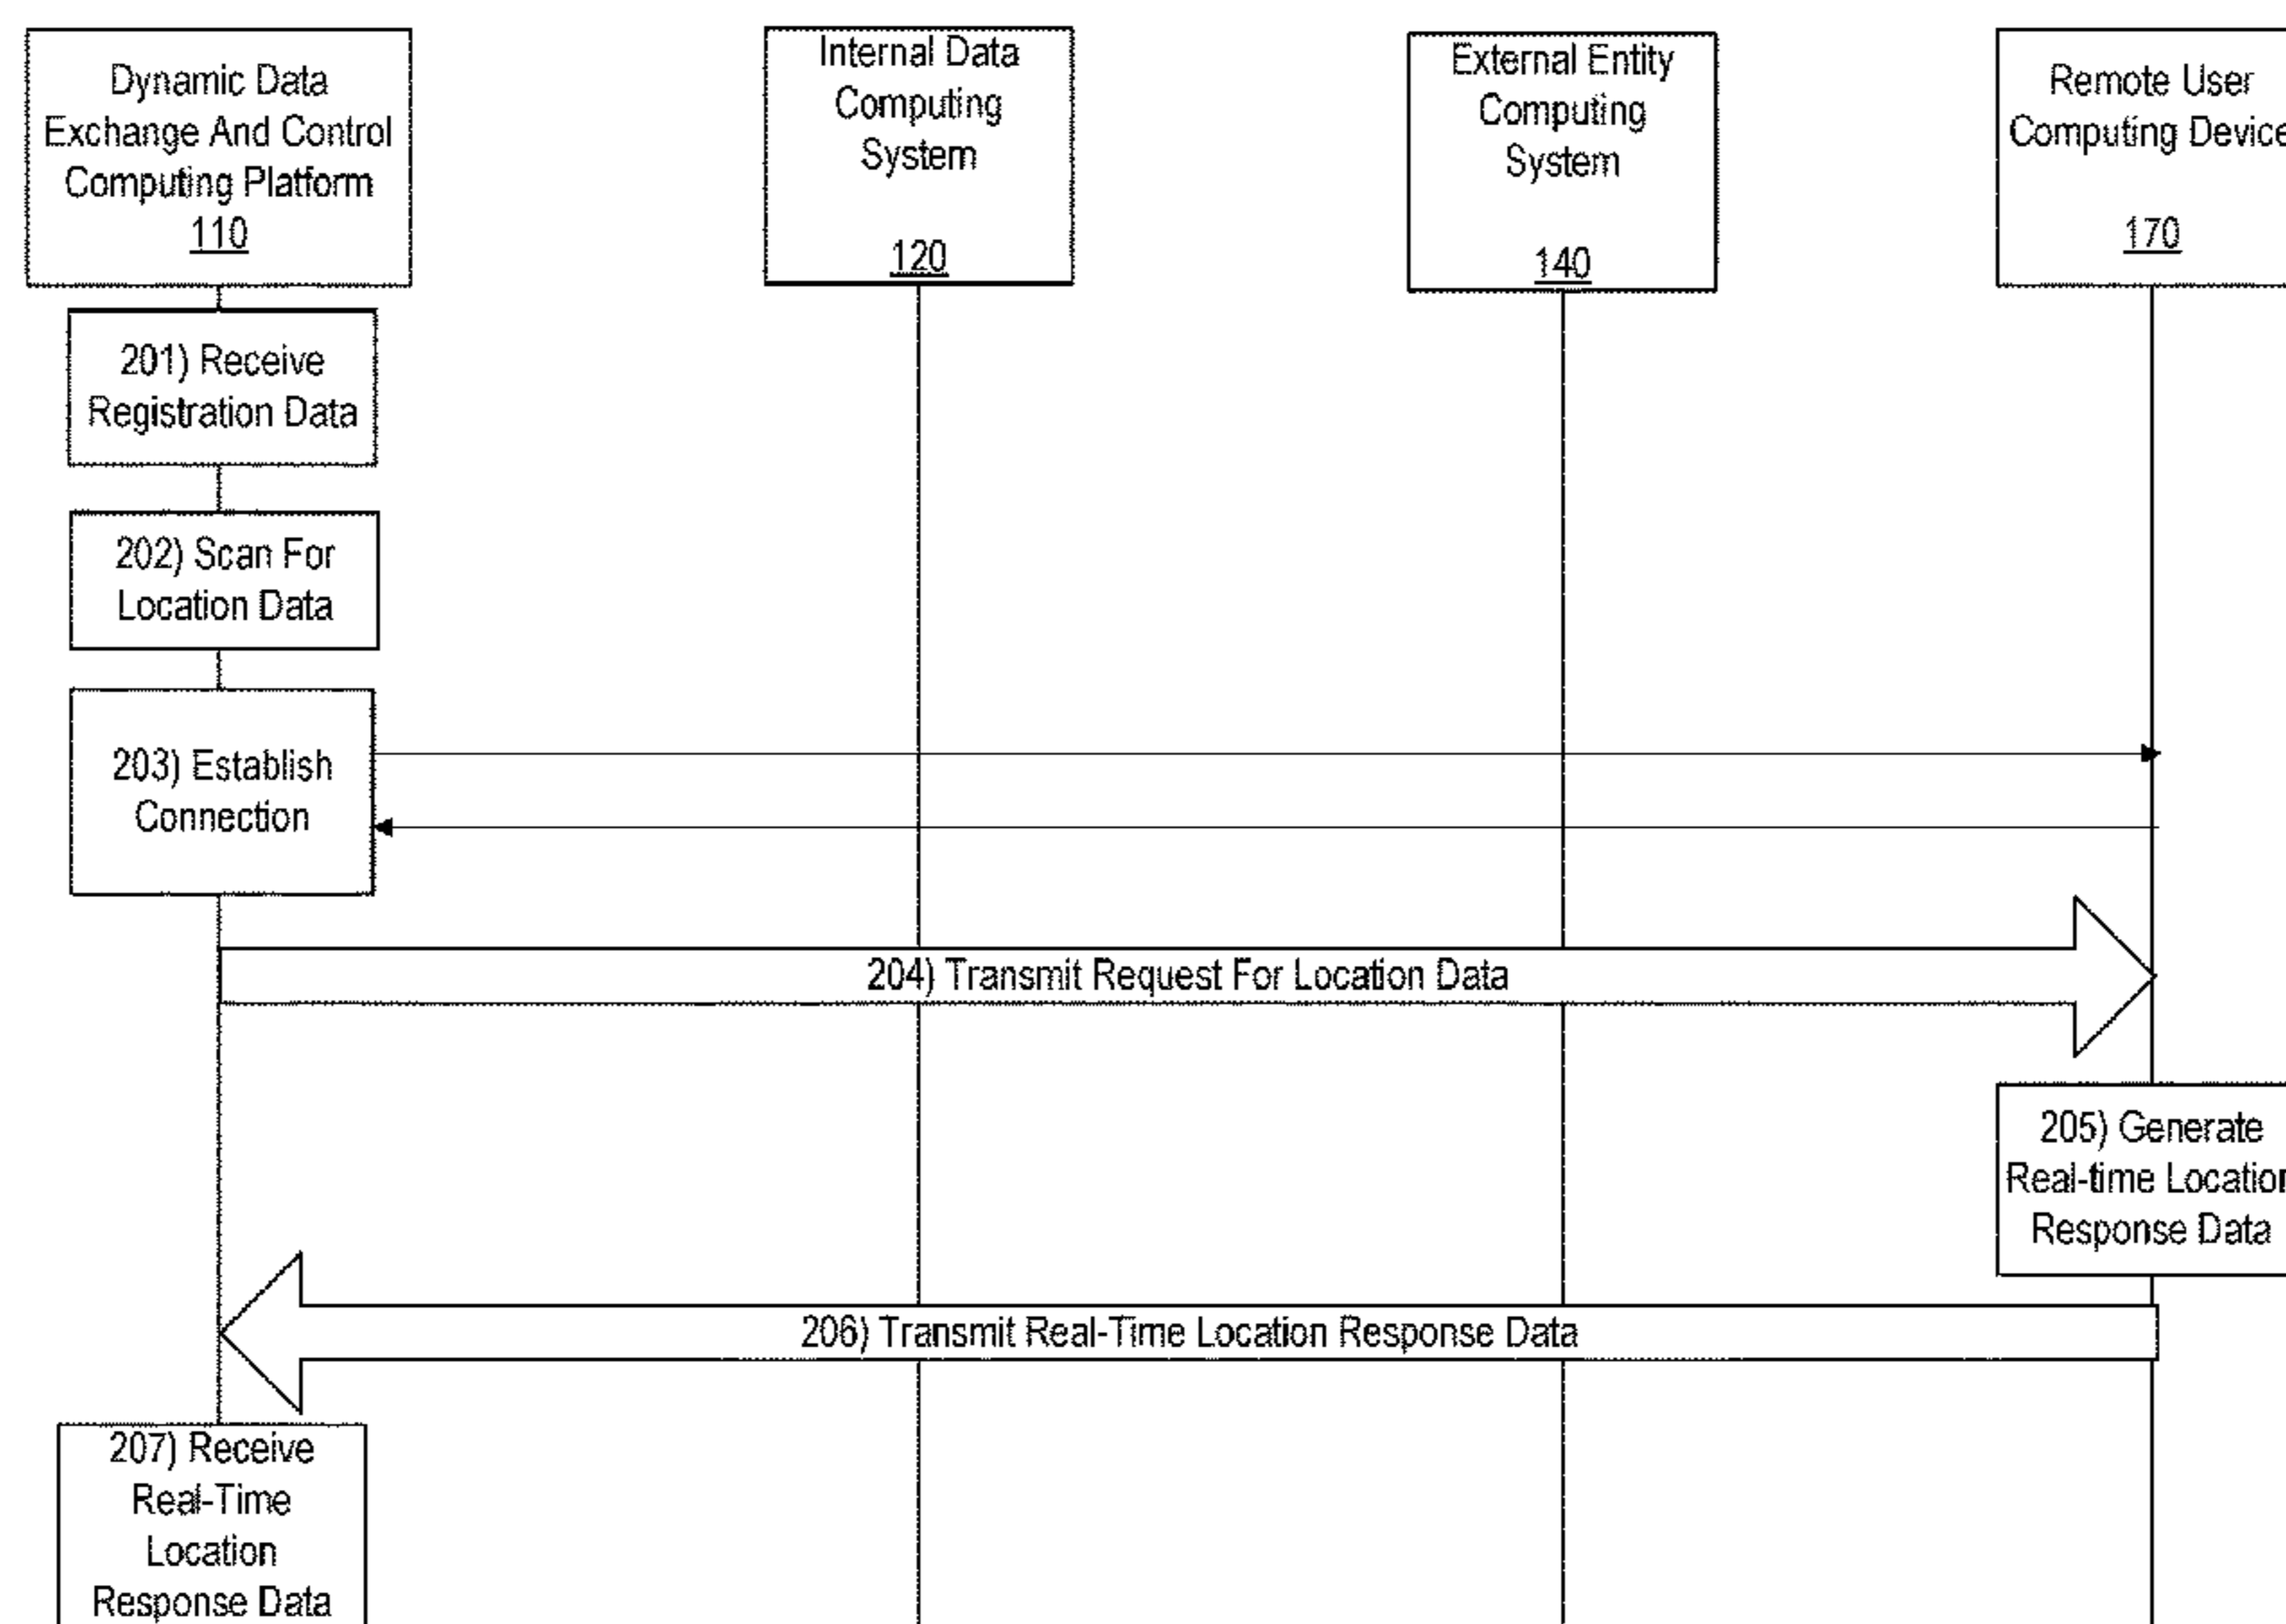 Dynamic Data
Exchange And Control
Computing Platform
110
Internal Data
Computing
System
120
External Entity
Computing
System
140
Remote User
Computing Device
170
201) Receive
Registration Data
202) Scan For
Location Data
203) Establish
Connection
204) Transmit Request For Location Data
205) Generate
Real-time Location
Response Data
206) Transmit Real-Time Location Response Data
207) Receive
Real-Time
Location
Response Data